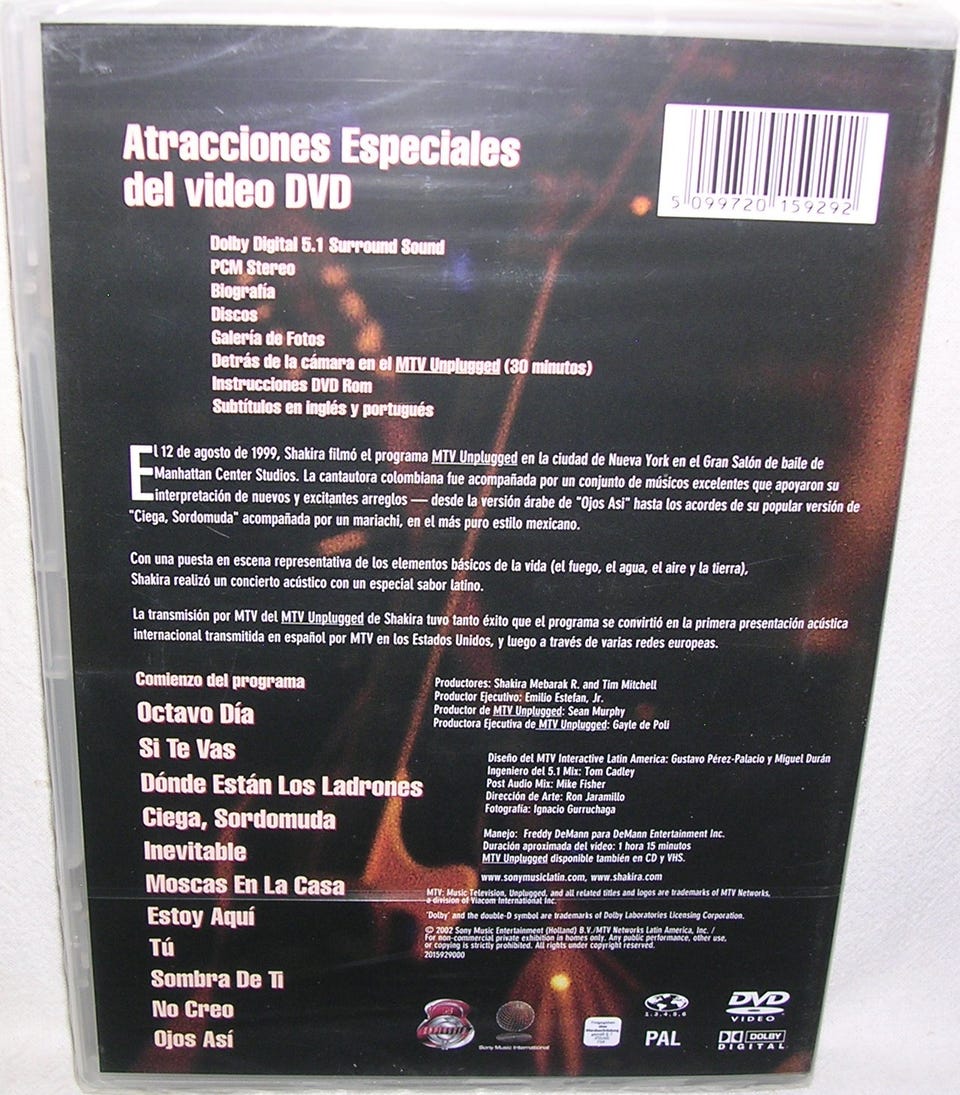 Atracciones Especiales
del video DVD
5 099720 159292
Dolby Digital 5.1 Surround Sound
PCM Stereo
Biografía
Discos
Galería de Fotos
Detrás de la cámara en el MTV Unplugged (30 minutos)
Instrucciones DVD Rom
Subtítulos en inglés y portugués
El 12 de agosto de 1999, Shakira filmó el programa MTV Unplugged en la ciudad de Nueva York en el Gran Salón de baile de
Manhattan Center Studios. La cantautora colombiana fue acompañada por un conjunto de músicos excelentes que apoyaron su
interpretación de nuevos y excitantes arreglos — desde la versión árabe de "Ojos Asi" hasta los acordes de su popular versión de
"Ciega, Sordomuda" acompañada por un mariachi, en el más puro estilo mexicano.
Con una puesta en escena representativa de los elementos básicos de la vida (el fuego, el agua, el aire y la tierra),
Shakira realizó un concierto acústico con un especial sabor latino.
La transmisión por MTV del MTV Unplugged de Shakira tuvo tanto éxito que el programa se convirtió en la primera presentación acústica
internacional transmitida en español por MTV en los Estados Unidos, y luego a través de varias redes europeas.
Comienzo del programa
Octavo Día
Si Te Vas
Dónde Están Los Ladrones
Ciega, Sordomuda
Inevitable
Moscas En La Casa
Estoy Aquí
Tú
Sombra De Ti
No Creo
Ojos Así
Productores: Shakira Mebarak R. and Tim Mitchell
Productor Ejecutivo: Emilio Estefan, Jr.
Productor de MTV Unplugged: Sean Murphy
Productora Ejecutiva de MTV Unplugged: Gayle de Poli
Diseño del MTV Interactive Latin America: Gustavo Pérez-Palacio y Miguel Durán
Ingeniero del 5.1 Mix: Tom Cadley
Post Audio Mix: Mike Fisher
Dirección de Arte: Ron Jaramillo
Fotografía: Ignacio Gurruchaga
Manejo: Freddy DeMann para DeMann Entertainment Inc.
Duración aproximada del video: 1 hora 15 minutos
MTV Unplugged disponible también en CD y VHS.
www.sonymusiclatin.com, www.shakira.com
MTV: Music Television, Unplugged, and all related titles and logos are trademarks of MTV Networks,
a division of Viacom International Inc.
'Dolby' and the double-D symbol are trademarks of Dolby Laboratories Licensing Corporation.
© 2002 Sony Music Entertainment (Holland) B.V./MTV Networks Latin America, Inc. /
For non-commercial private exhibition in homes only. Any public performance, other use,
or copying is strictly prohibited. All rights under copyright reserved.
2015929000
Sony Music International
1,3,4,5,6
PAL
DVD
VIDEO
DOLBY
DIGITAL